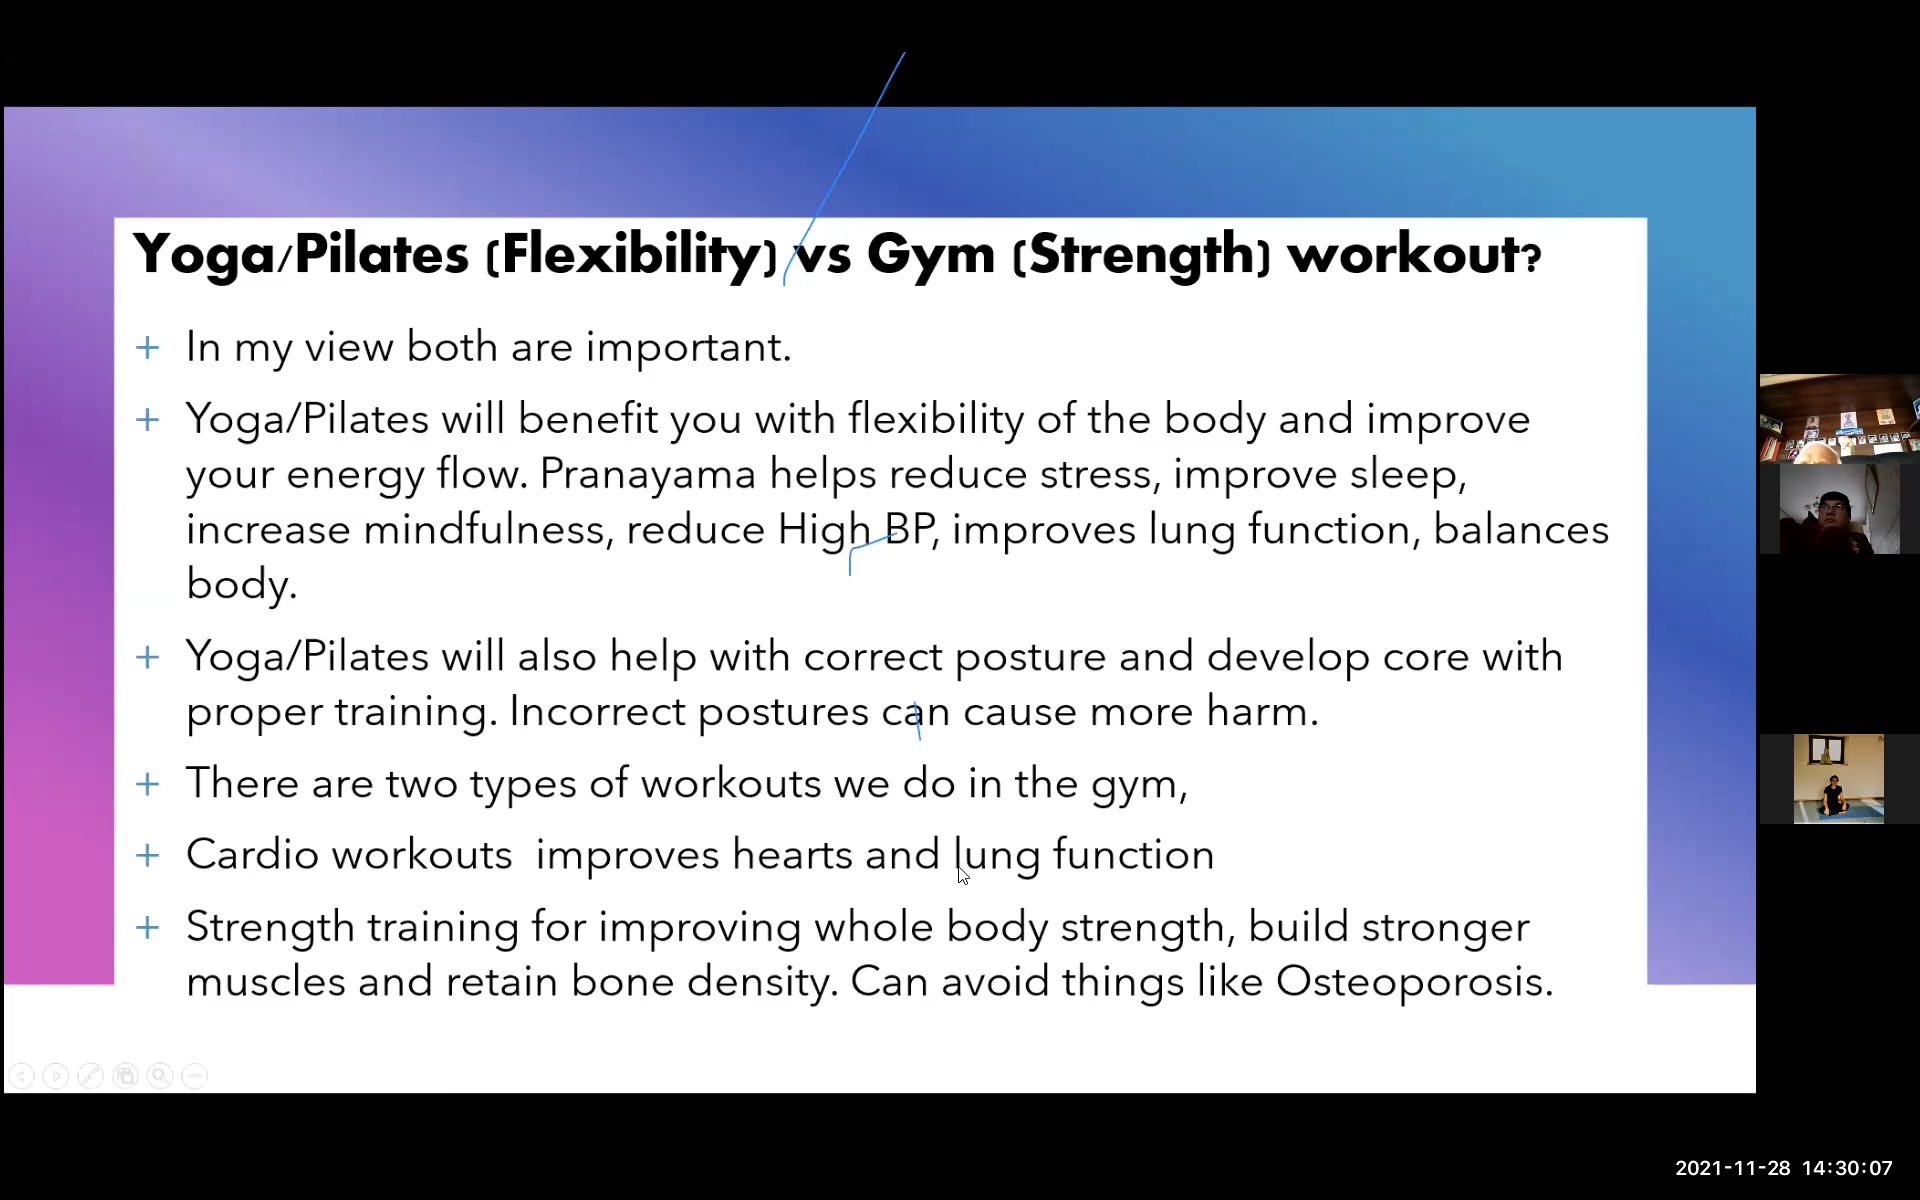 Yoga/Pilates (Flexibility) vs Gym (Strength) workout?
+ In my view both are important.
+ Yoga/Pilates will benefit you with flexibility of the body and improve
your energy flow. Pranayama helps reduce stress, improve sleep,
increase mindfulness, reduce High BP, improves lung function, balances
body.
+ Yoga/Pilates will also help with correct posture and develop core with
proper training. Incorrect postures can cause more harm.
+ There are two types of workouts we do in the gym,
+ Cardio workouts  improves hearts and lung function
+ Strength training for improving whole body strength, build stronger
muscles and retain bone density. Can avoid things like Osteoporosis.
2021-11-28 14:30:07